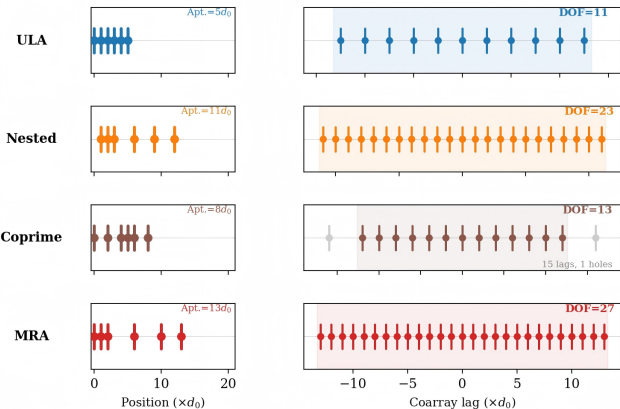 ULA
Apt.=5d₀
DOF=11
Nested
Apt.=11d₀
DOF=23
Coprime
Apt.=8d₀
DOF=13
15 lags, 1 holes
MRA
Apt.=13d₀
DOF=27
0 10 20
−10 −5 0 5 10
Position (×d₀)
Coarray lag (×d₀)